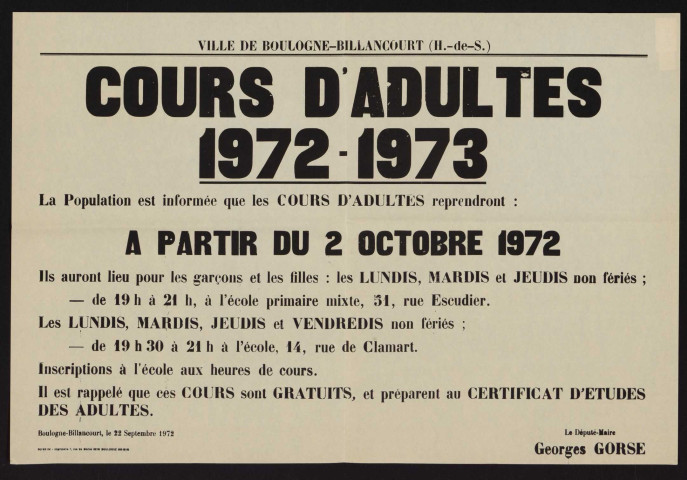 VILLE DE BOULOGNE-BILLANCOURT (H.-de-S.)
COURS D'ADULTES
1972-1973
La Population est informée que les COURS D'ADULTES reprendront :
A PARTIR DU 2 OCTOBRE 1972
Ils auront lieu pour les garçons et les filles : les LUNDIS, MARDIS et JEUDIS non fériés ;
— de 19 h à 21 h, à l'école primaire mixte, 51, rue Escudier.
Les LUNDIS, MARDIS, JEUDIS et VENDREDIS non fériés ;
— de 19 h 30 à 21 h à l'école, 14, rue de Clamart.
Inscriptions à l'école aux heures de cours.
Il est rappelé que ces COURS sont GRATUITS, et préparent au CERTIFICAT D'ETUDES
DES ADULTES.
Boulogne-Billancourt, le 22 Septembre 1972
Le Député-Maire
Georges GORSE